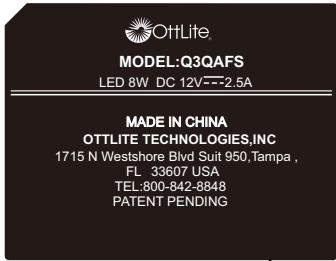 OttLite
MODEL:Q3QAFS
LED 8W DC 12V⎓2.5A
MADE IN CHINA
OTTLITE TECHNOLOGIES,INC
1715 N Westshore Blvd Suit 950,Tampa ,
FL 33607 USA
TEL:800-842-8848
PATENT PENDING